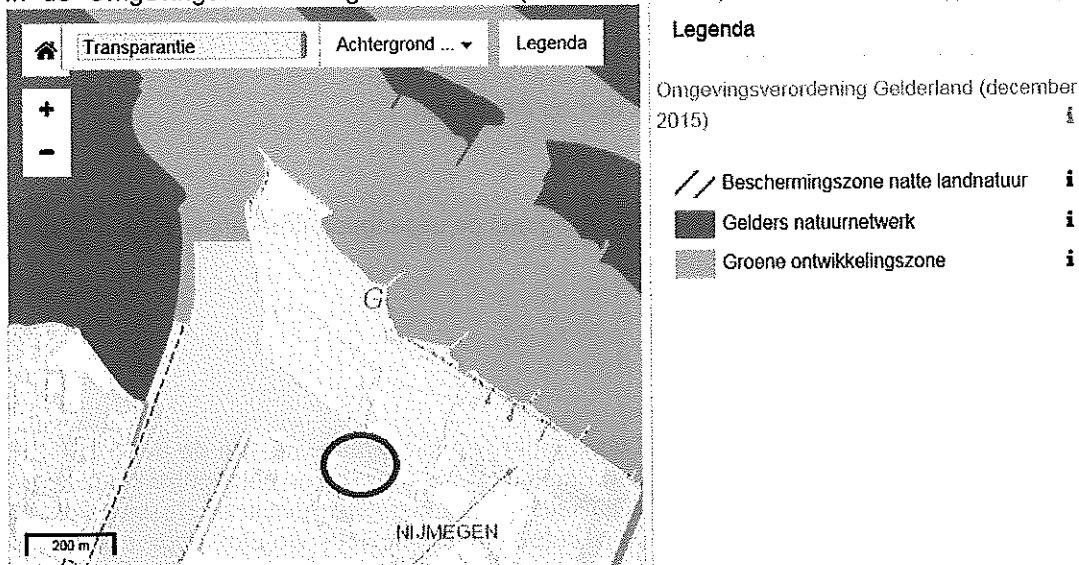 Transparantie
Achtergrond ...
Legenda
+
-
G
NIJMEGEN
200 m
Legenda
Omgevingsverordening Gelderland (december
2015)
i
Beschermingszone natte landnatuur i
Gelders natuurnetwerk i
Groene ontwikkelingszone i